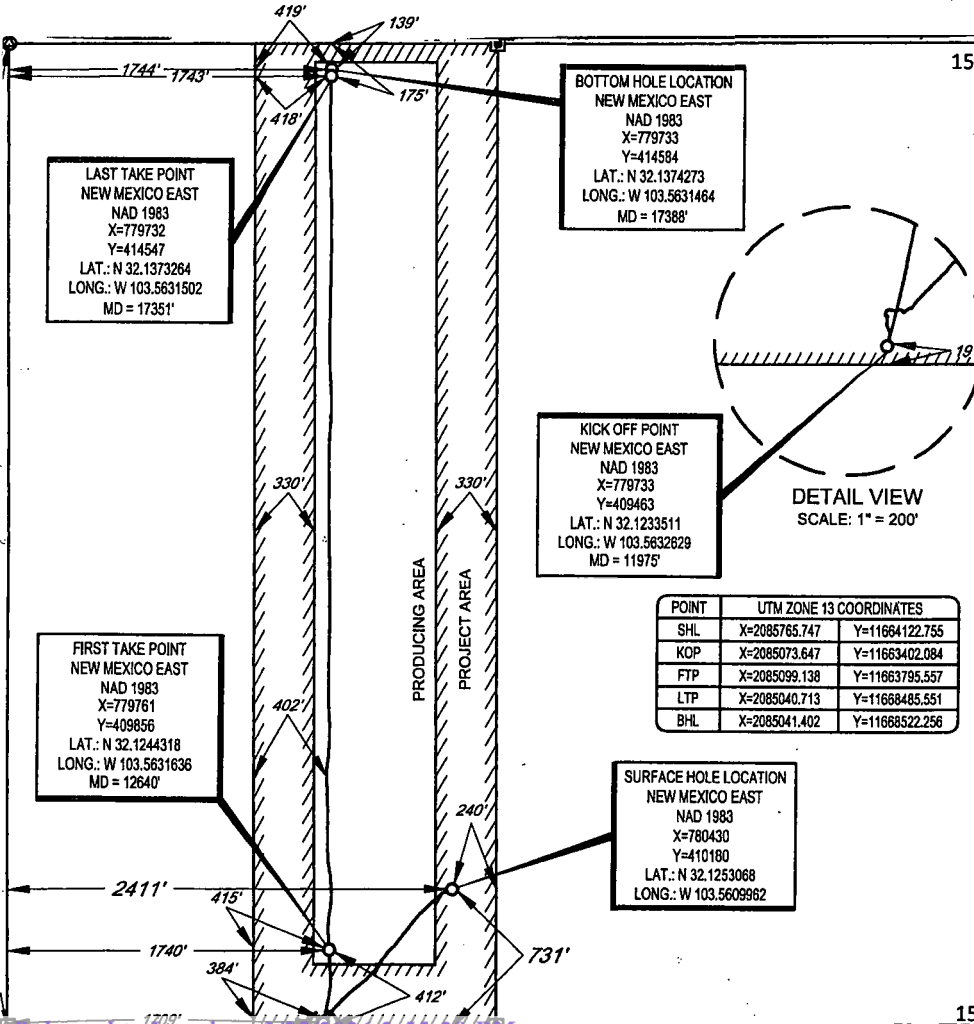 419'
139'
15
1744'
1743'
175'
418'
BOTTOM HOLE LOCATION
NEW MEXICO EAST
NAD 1983
X=779733
Y=414584
LAT.: N 32.1374273
LONG.: W 103.5631464
MD = 17388'
LAST TAKE POINT
NEW MEXICO EAST
NAD 1983
X=779732
Y=414547
LAT.: N 32.1373264
LONG.: W 103.5631502
MD = 17351'
19
KICK OFF POINT
NEW MEXICO EAST
NAD 1983
X=779733
Y=409463
LAT.: N 32.1233511
LONG.: W 103.5632629
MD = 11975'
DETAIL VIEW
SCALE: 1" = 200'
330'
330'
PRODUCING AREA
PROJECT AREA
POINT UTM ZONE 13 COORDINATES
SHL X=2085765.747 Y=11664122.755
KOP X=2085073.647 Y=11663402.084
FTP X=2085099.138 Y=11663795.557
LTP X=2085040.713 Y=11668485.551
BHL X=2085041.402 Y=11668522.256
FIRST TAKE POINT
NEW MEXICO EAST
NAD 1983
X=779761
Y=409856
LAT.: N 32.1244318
LONG.: W 103.5631636
MD = 12640'
402'
SURFACE HOLE LOCATION
NEW MEXICO EAST
NAD 1983
X=780430
Y=410180
LAT.: N 32.1253068
LONG.: W 103.5609962
240'
2411'
415'
1740'
731'
384'
412'
15